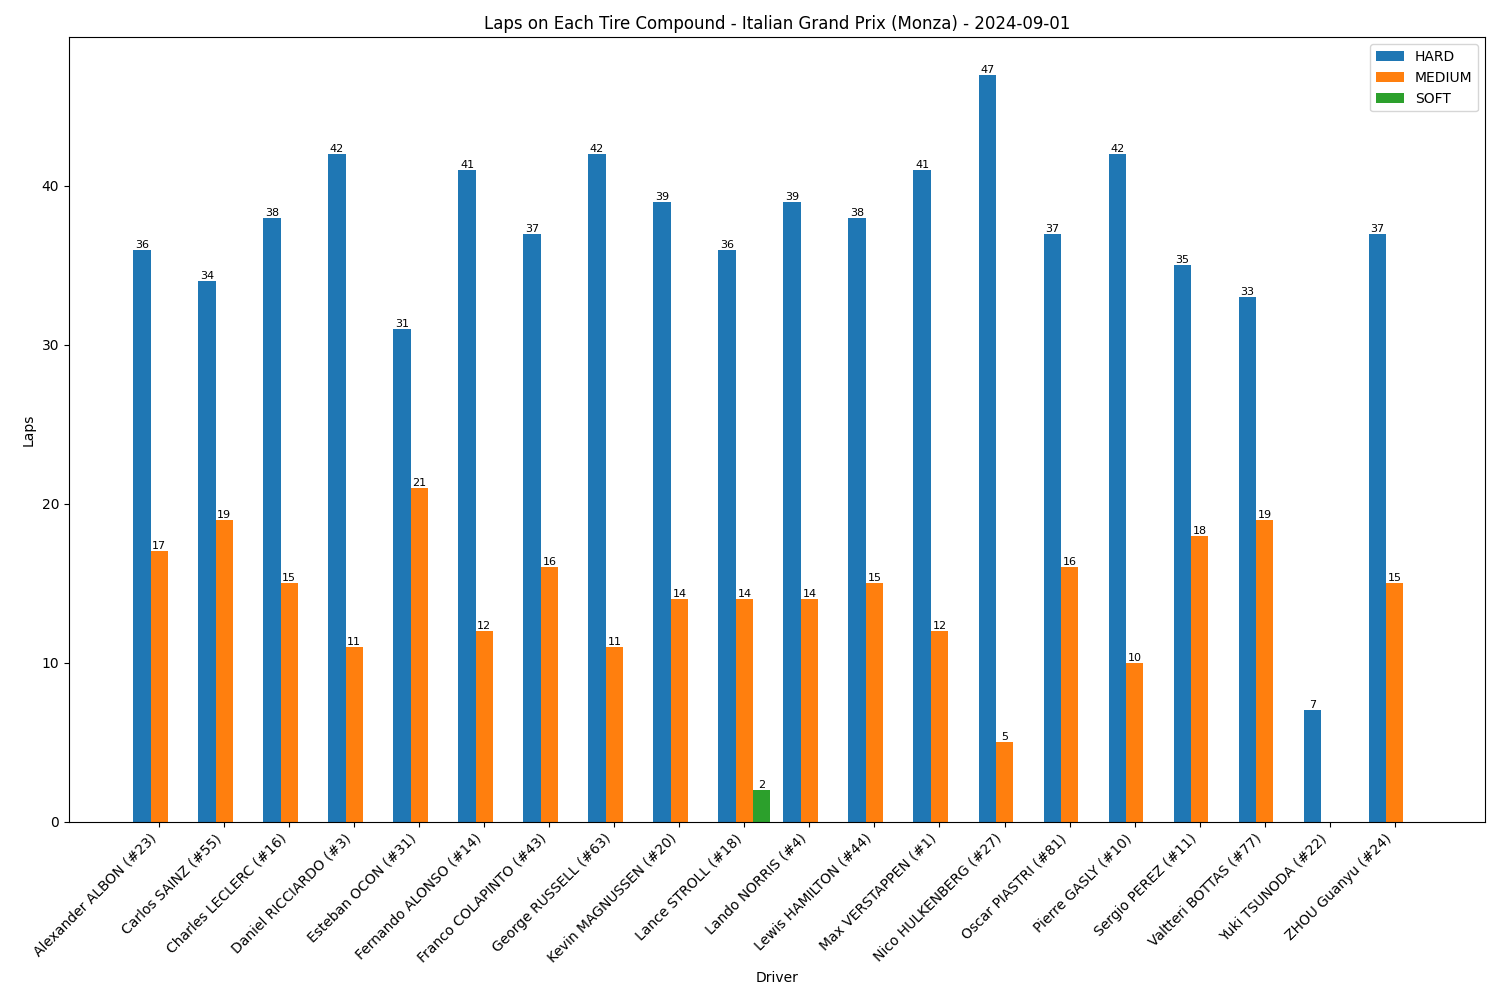 Laps on Each Tire Compound - Italian Grand Prix (Monza) - 2024-09-01
HARD
MEDIUM
SOFT
Laps
40
30
20
10
0
36
17
34
19
38
15
42
11
31
21
41
12
37
16
42
11
39
14
36
14
2
39
14
38
15
41
12
47
5
37
16
42
10
35
18
33
19
7
37
15
Alexander ALBON (#23)
Carlos SAINZ (#55)
Charles LECLERC (#16)
Daniel RICCIARDO (#3)
Esteban OCON (#31)
Fernando ALONSO (#14)
Franco COLAPINTO (#43)
George RUSSELL (#63)
Kevin MAGNUSSEN (#20)
Lance STROLL (#18)
Lando NORRIS (#4)
Lewis HAMILTON (#44)
Max VERSTAPPEN (#1)
Nico HULKENBERG (#27)
Oscar PIASTRI (#81)
Pierre GASLY (#10)
Sergio PEREZ (#11)
Valtteri BOTTAS (#77)
Yuki TSUNODA (#22)
ZHOU Guanyu (#24)
Driver